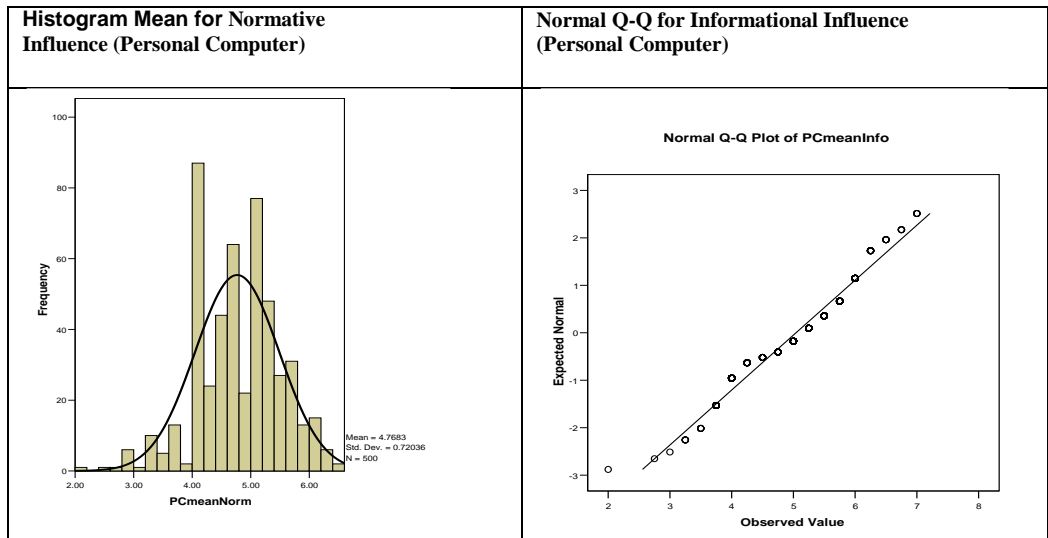 Histogram Mean for Normative
Influence (Personal Computer)
Normal Q-Q for Informational Influence
(Personal Computer)
100
80
60
40
20
0
Frequency
2.00 3.00 4.00 5.00 6.00
PCmeanNorm
Mean = 4.7683
Std. Dev. = 0.72036
N = 500
Normal Q-Q Plot of PCmeanInfo
3
2
1
0
-1
-2
-3
Expected Normal
2 3 4 5 6 7 8
Observed Value